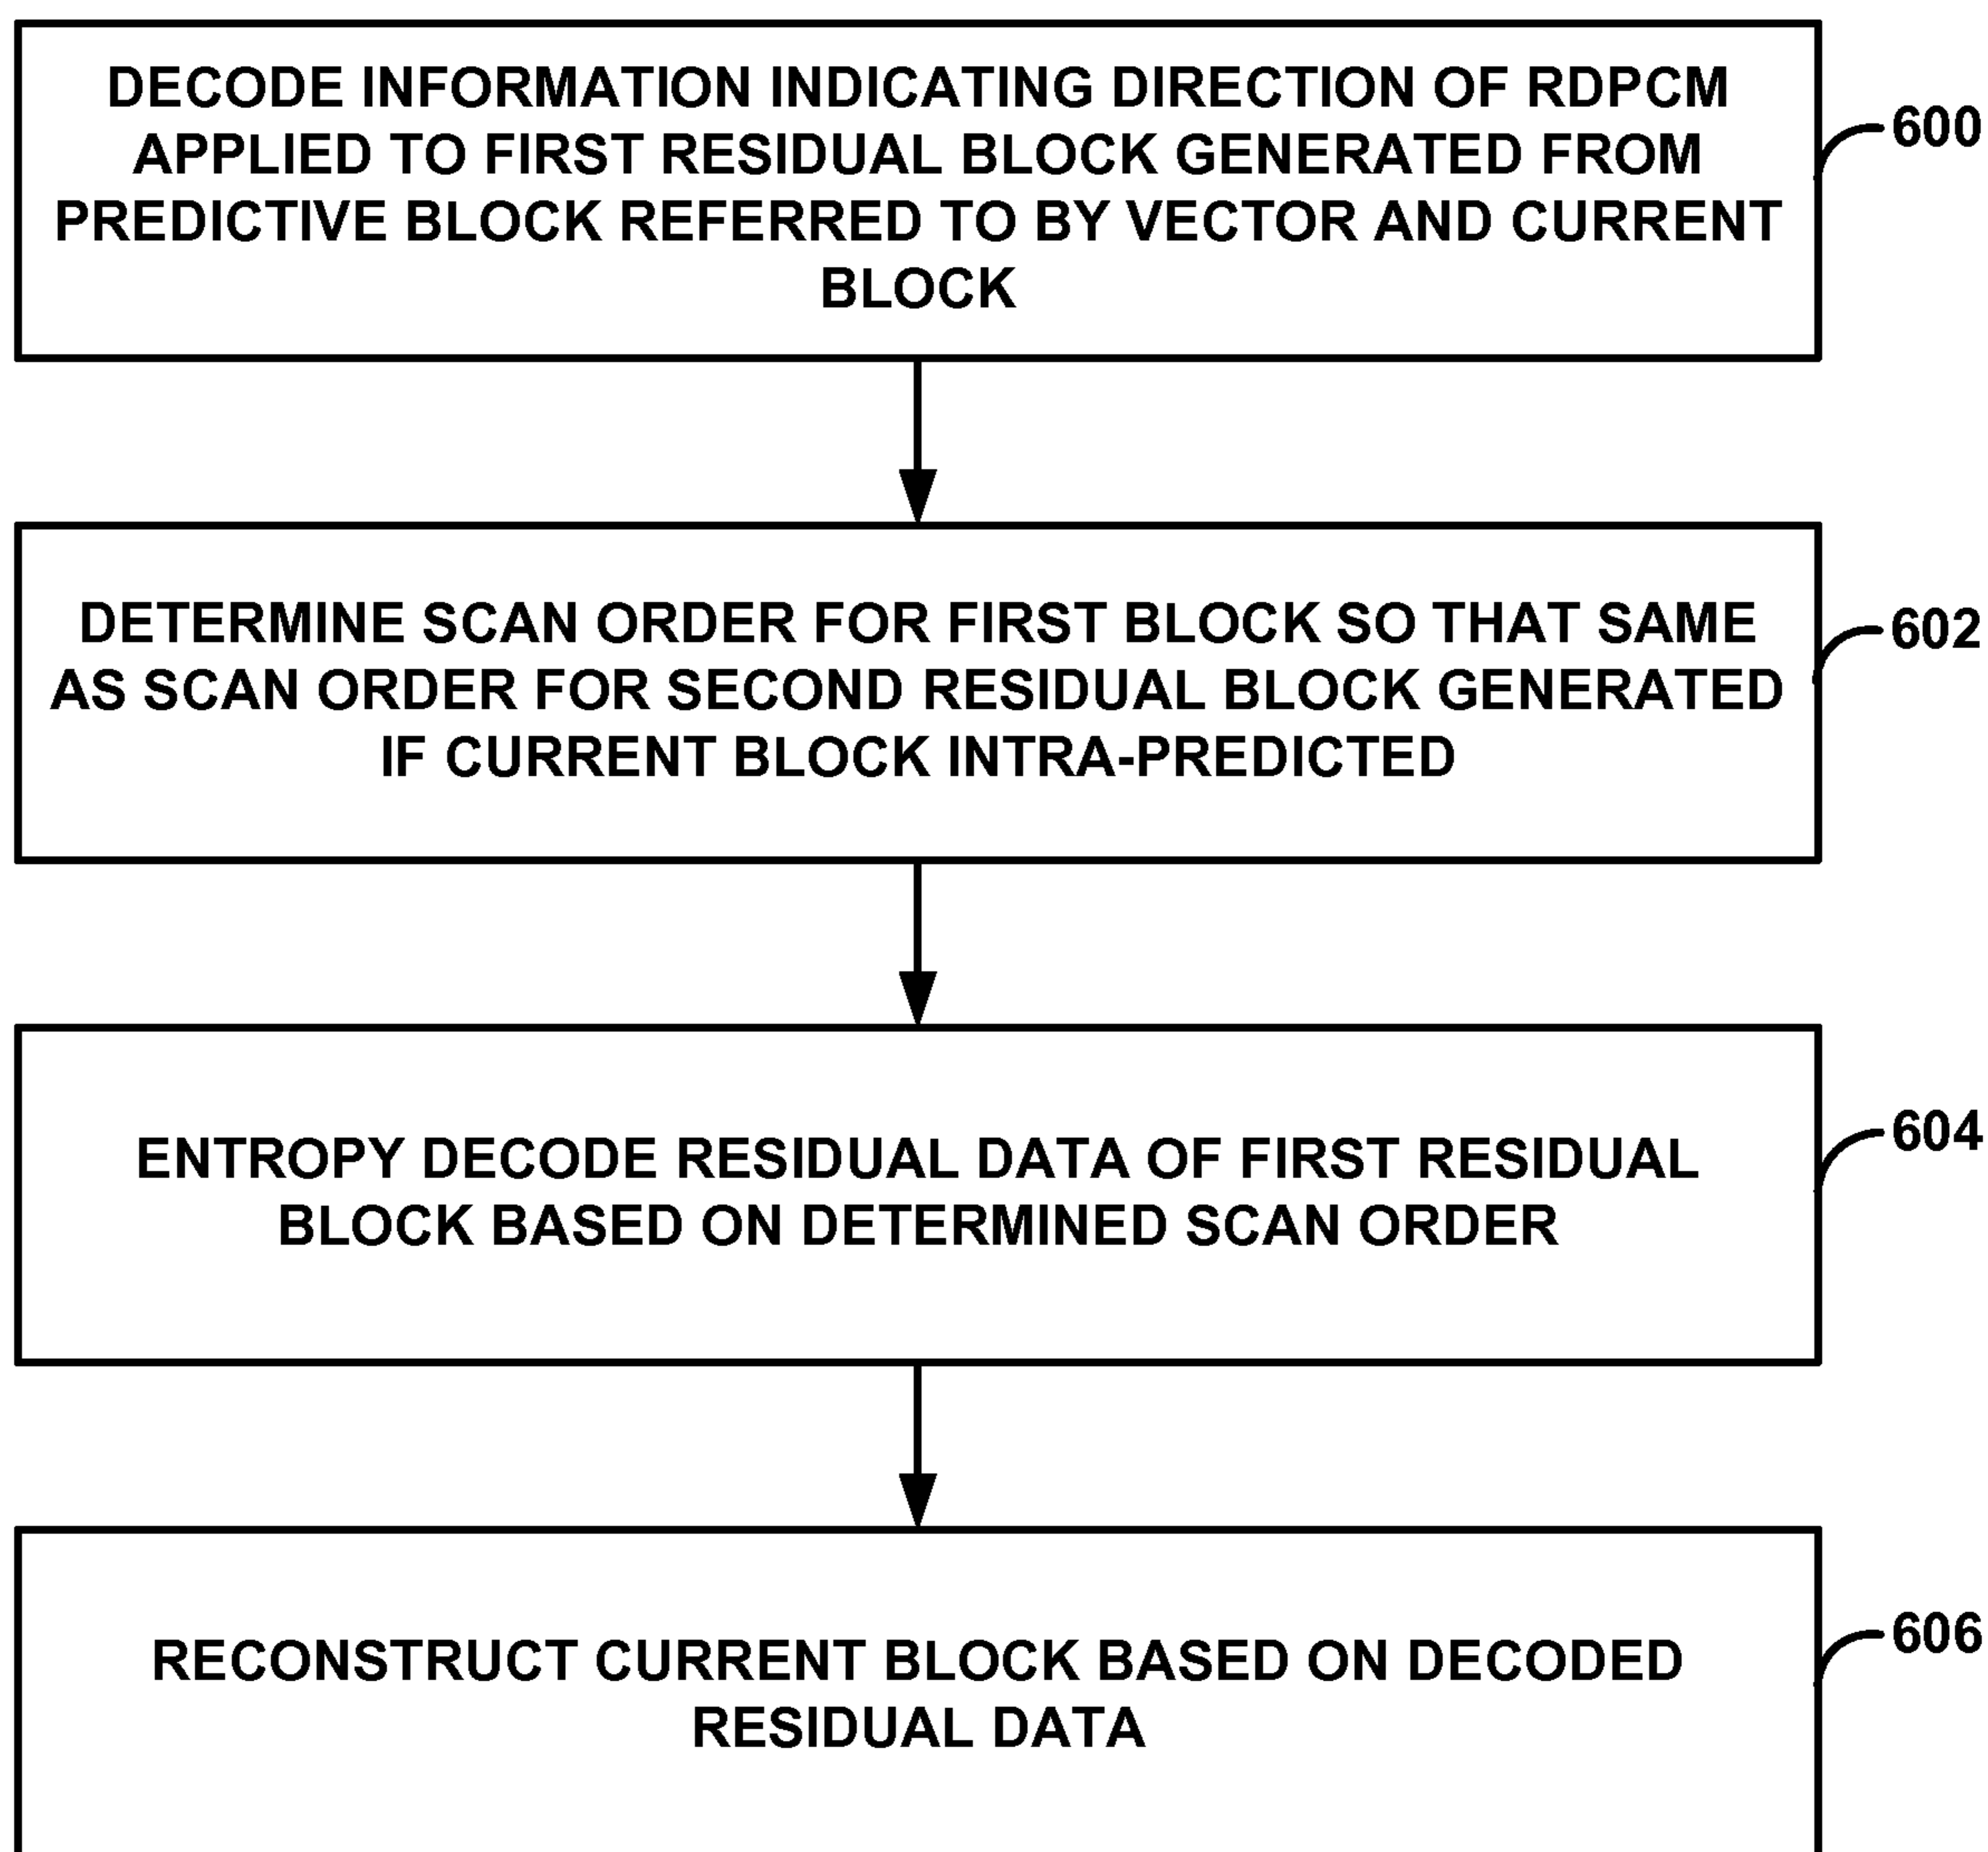 DECODE INFORMATION INDICATING DIRECTION OF RDPCM
APPLIED TO FIRST RESIDUAL BLOCK GENERATED FROM
PREDICTIVE BLOCK REFERRED TO BY VECTOR AND CURRENT
BLOCK
600
DETERMINE SCAN ORDER FOR FIRST BLOCK SO THAT SAME
AS SCAN ORDER FOR SECOND RESIDUAL BLOCK GENERATED
IF CURRENT BLOCK INTRA-PREDICTED
602
ENTROPY DECODE RESIDUAL DATA OF FIRST RESIDUAL
BLOCK BASED ON DETERMINED SCAN ORDER
604
RECONSTRUCT CURRENT BLOCK BASED ON DECODED
RESIDUAL DATA
606